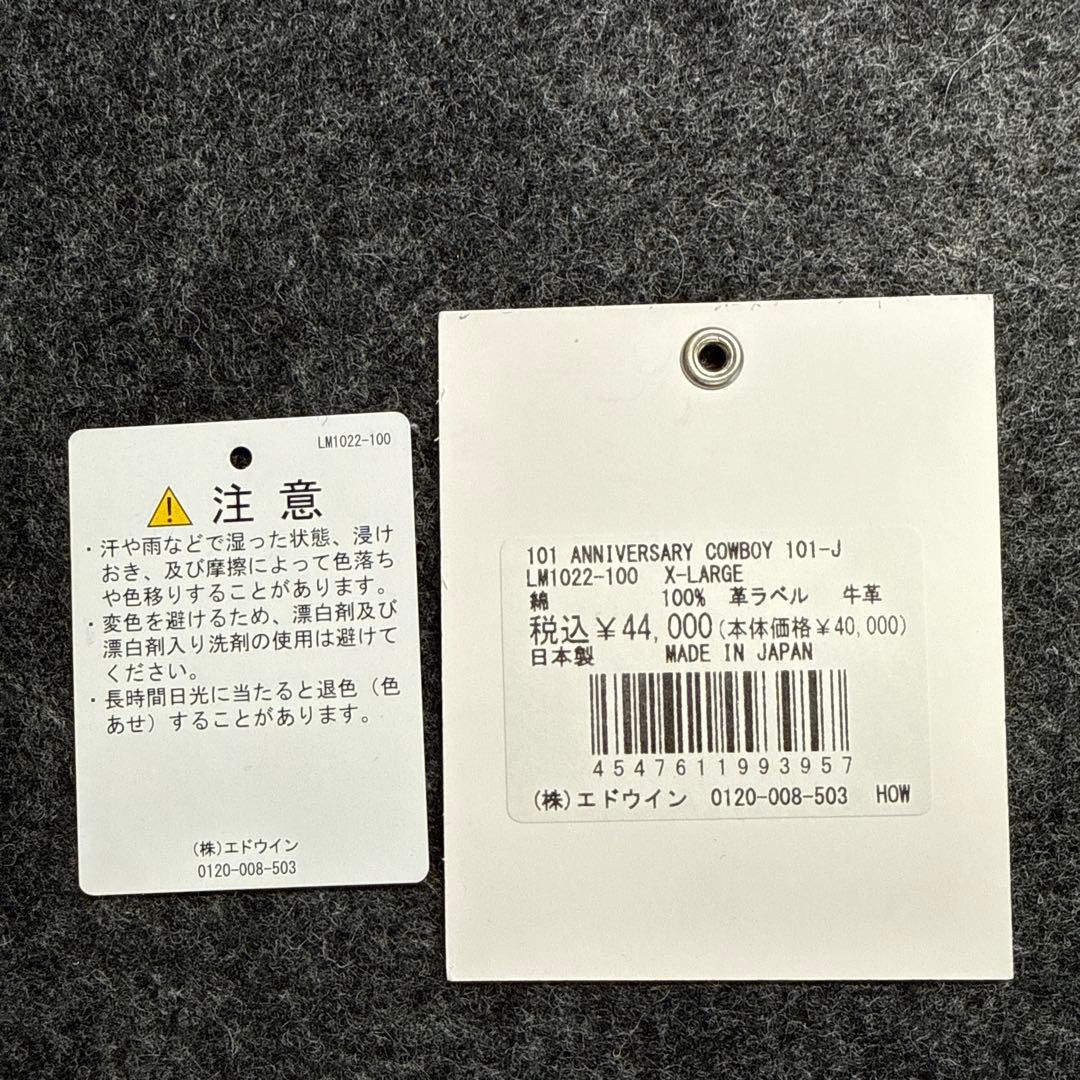 LM1022-100
注 意
・汗や雨などで湿った状態、浸け
おき、及び摩擦によって色落ち
や色移りすることがあります。
・変色を避けるため、漂白剤及び
漂白剤入り洗剤の使用は避けて
ください。
・長時間日光に当たると退色（色
あせ）することがあります。
(株)エドウイン
0120-008-503
101 ANNIVERSARY COWBOY 101-J
LM1022-100 X-LARGE
綿 100% 革ラベル 牛革
税込￥44,000(本体価格￥40,000)
日本製 MADE IN JAPAN
4547611993957
(株)エドウイン 0120-008-503 HOW